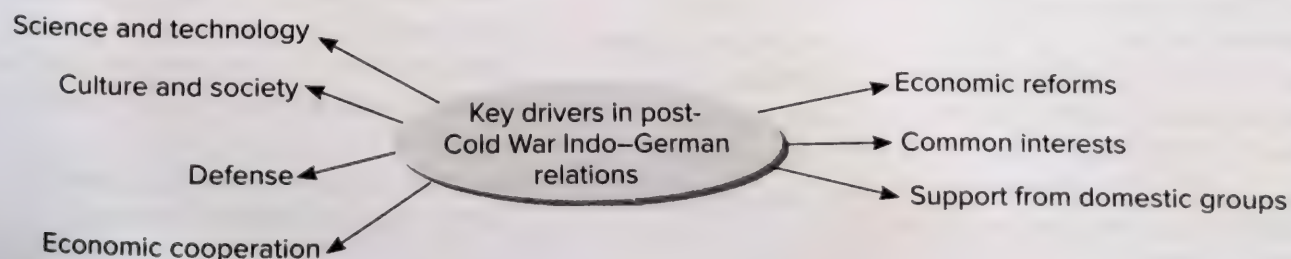 Science and technology
Culture and society
Defense
Economic cooperation
Key drivers in post-
Cold War Indo–German
relations
Economic reforms
Common interests
Support from domestic groups